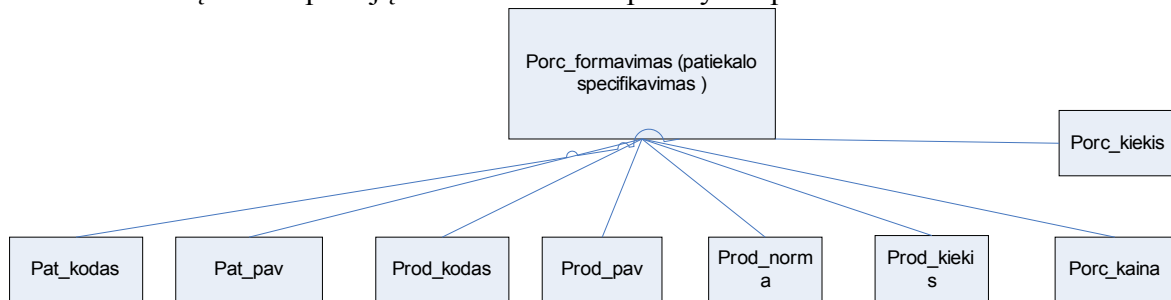 Porc_formavimas (patiekalo
specifikavimas )
Porc_kiekis
Pat_kodas
Pat_pav
Prod_kodas
Prod_pav
Prod_norm
a
Prod_kieki
s
Porc_kaina